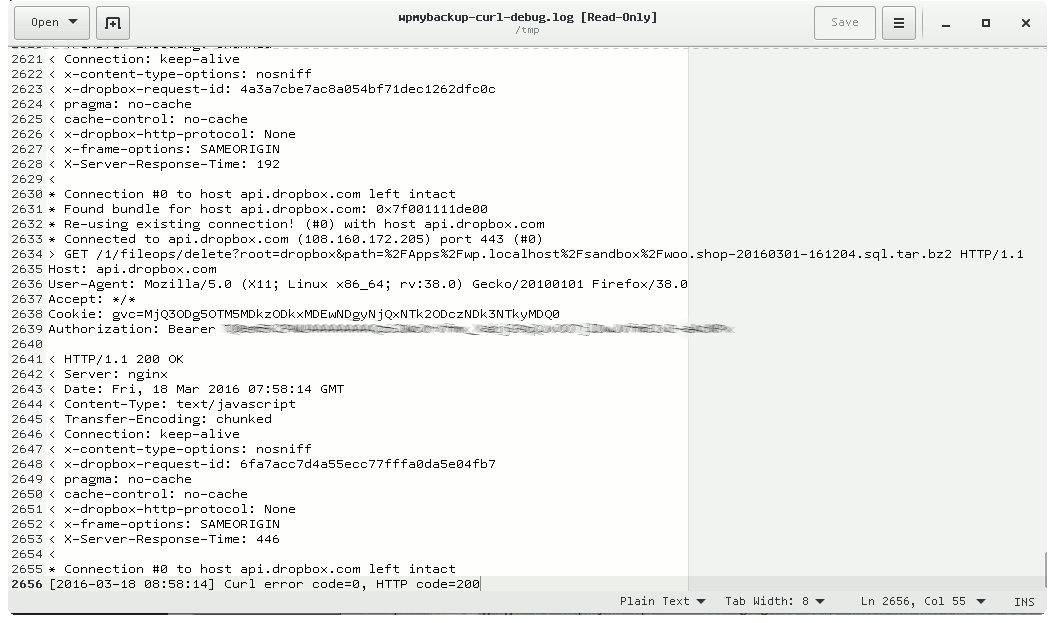 Open
wpmybackup-curl-debug.log [Read-Only]
/tmp
Save
2621 < Connection: keep-alive
2622 < x-content-type-options: nosniff
2623 < x-dropbox-request-id: 4a3a7cbe7ac8a054bf71dec1262dfc0c
2624 < pragma: no-cache
2625 < cache-control: no-cache
2626 < x-dropbox-http-protocol: None
2627 < x-frame-options: SAMEORIGIN
2628 < X-Server-Response-Time: 192
2629 <
2630 * Connection #0 to host api.dropbox.com left intact
2631 * Found bundle for host api.dropbox.com: 0x7f001111de00
2632 * Re-using existing connection! (#0) with host api.dropbox.com
2633 * Connected to api.dropbox.com (108.160.172.205) port 443 (#0)
2634 > GET /1/fileops/delete?root=dropbox&path=%2FApps%2Fwp.localhost%2Fsandbox%2Fwoo.shop-20160301-161204.sql.tar.bz2 HTTP/1.1
2635 Host: api.dropbox.com
2636 User-Agent: Mozilla/5.0 (X11; Linux x86_64; rv:38.0) Gecko/20100101 Firefox/38.0
2637 Accept: */*
2638 Cookie: gvc=MjQ3ODg5OTM5MDkzODkxMDEwNDgyNjQxNTk2ODczNDk3NTkyMDQ0
2639 Authorization: Bearer
2640
2641 < HTTP/1.1 200 OK
2642 < Server: nginx
2643 < Date: Fri, 18 Mar 2016 07:58:14 GMT
2644 < Content-Type: text/javascript
2645 < Transfer-Encoding: chunked
2646 < Connection: keep-alive
2647 < x-content-type-options: nosniff
2648 < x-dropbox-request-id: 6fa7acc7d4a55ecc77fffa0da5e04fb7
2649 < pragma: no-cache
2650 < cache-control: no-cache
2651 < x-dropbox-http-protocol: None
2652 < x-frame-options: SAMEORIGIN
2653 < X-Server-Response-Time: 446
2654 <
2655 * Connection #0 to host api.dropbox.com left intact
2656 [2016-03-18 08:58:14] Curl error code=0, HTTP code=200
Plain Text Tab Width: 8 Ln 2656, Col 55 INS